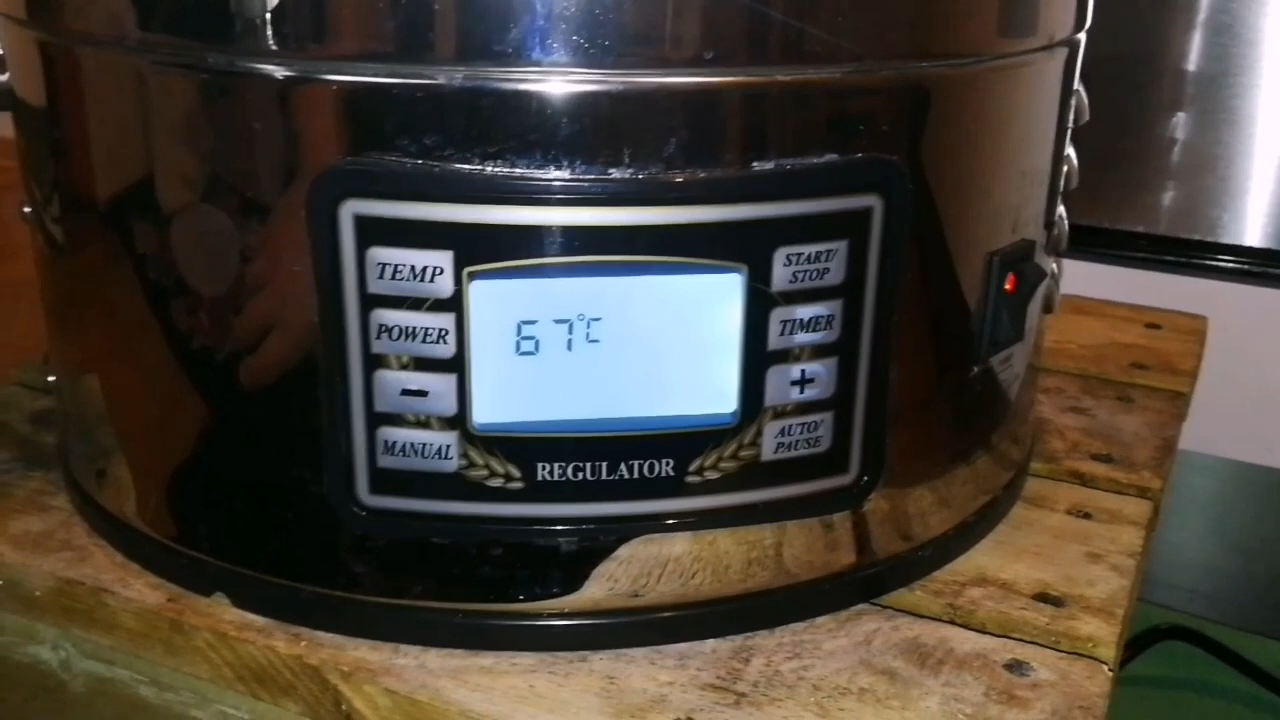 TEMP
POWER
-
MANUAL
67°C
START/
STOP
TIMER
+
AUTO/
PAUSE
REGULATOR